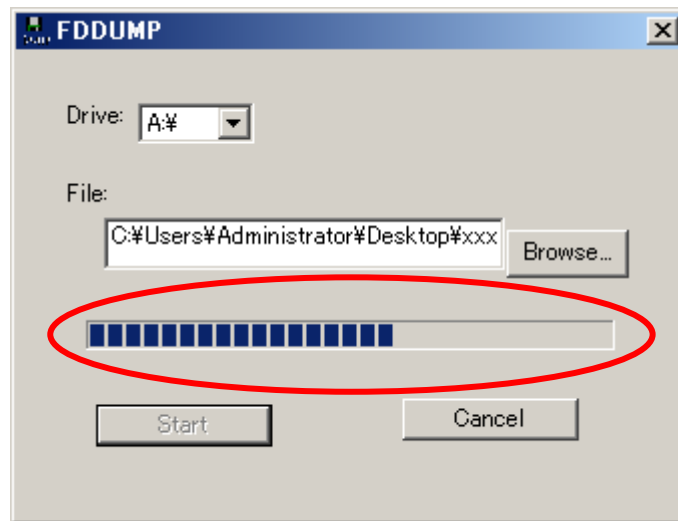 FDDUMP
Drive: A:¥
File:
C:¥Users¥Administrator¥Desktop¥xxx
Browse...
Start Cancel